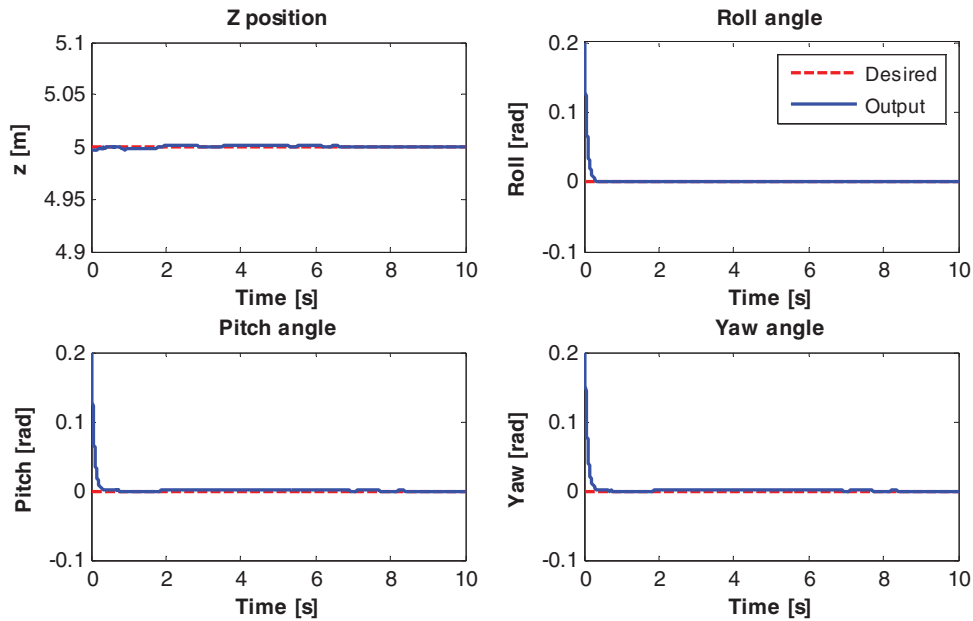 Z position
5.1
5.05
5
4.95
4.9
z [m]
0 2 4 6 8 10
Time [s]
Roll angle
0.2
0.1
0
-0.1
Roll [rad]
Desired
Output
0 2 4 6 8 10
Time [s]
Pitch angle
0.2
0.1
0
-0.1
Pitch [rad]
0 2 4 6 8 10
Time [s]
Yaw angle
0.2
0.1
0
-0.1
Yaw [rad]
0 2 4 6 8 10
Time [s]